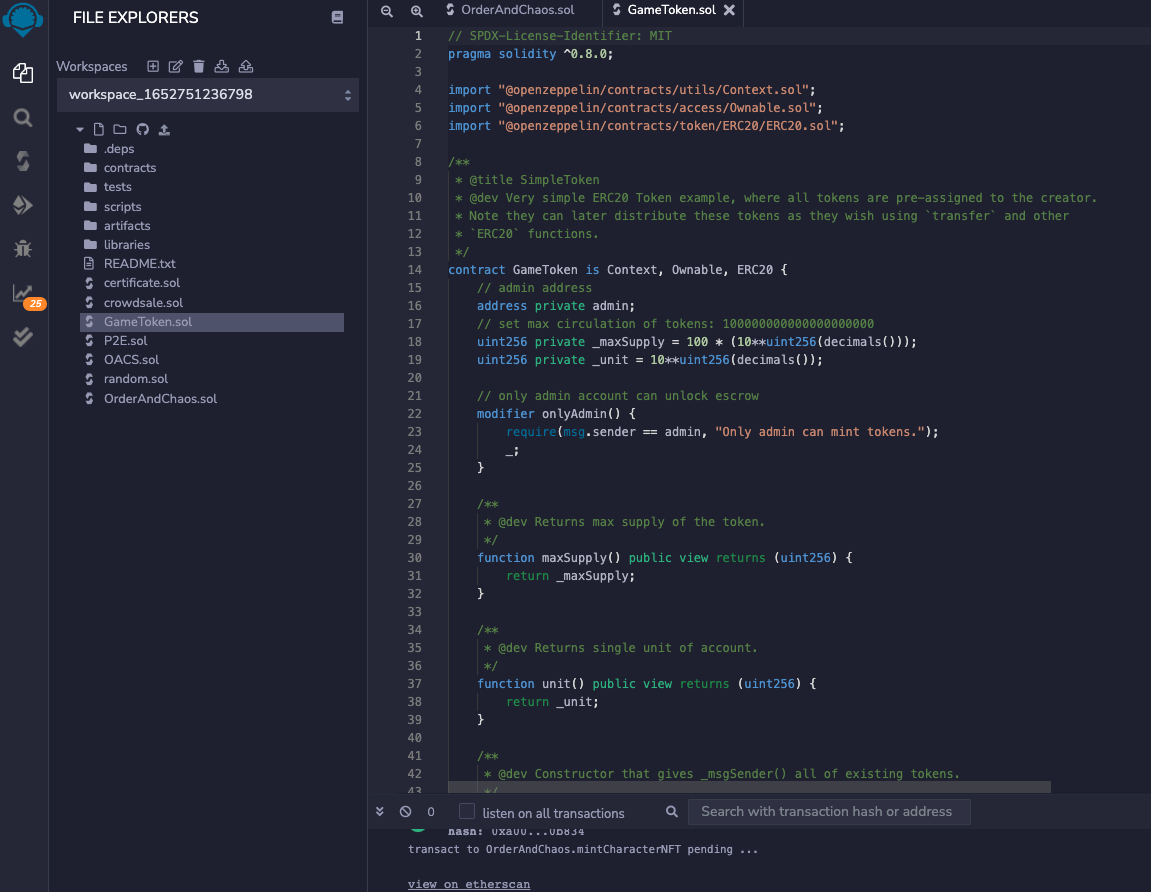 FILE EXPLORERS
Workspaces
workspace_1652751236798
.deps
contracts
tests
scripts
artifacts
libraries
README.txt
certificate.sol
crowdsale.sol
GameToken.sol
P2E.sol
OACS.sol
random.sol
OrderAndChaos.sol
25
OrderAndChaos.sol
GameToken.sol
1 // SPDX-License-Identifier: MIT
2 pragma solidity ^0.8.0;
3
4 import "@openzeppelin/contracts/utils/Context.sol";
5 import "@openzeppelin/contracts/access/Ownable.sol";
6 import "@openzeppelin/contracts/token/ERC20/ERC20.sol";
7
8 /**
9 * @title SimpleToken
10 * @dev Very simple ERC20 Token example, where all tokens are pre-assigned to the creator.
11 * Note they can later distribute these tokens as they wish using `transfer` and other
12 * `ERC20` functions.
13 */
14 contract GameToken is Context, Ownable, ERC20 {
15 // admin address
16 address private admin;
17 // set max circulation of tokens: 100000000000000000000
18 uint256 private _maxSupply = 100 * (10**uint256(decimals()));
19 uint256 private _unit = 10**uint256(decimals());
20
21 // only admin account can unlock escrow
22 modifier onlyAdmin() {
23 require(msg.sender == admin, "Only admin can mint tokens.");
24 _;
25 }
26
27 /**
28 * @dev Returns max supply of the token.
29 */
30 function maxSupply() public view returns (uint256) {
31 return _maxSupply;
32 }
33
34 /**
35 * @dev Returns single unit of account.
36 */
37 function unit() public view returns (uint256) {
38 return _unit;
39 }
40
41 /**
42 * @dev Constructor that gives _msgSender() all of existing tokens.
43 */
0
listen on all transactions
Search with transaction hash or address
hash: 0xa00...0b834
transact to OrderAndChaos.mintCharacterNFT pending ...
view on etherscan